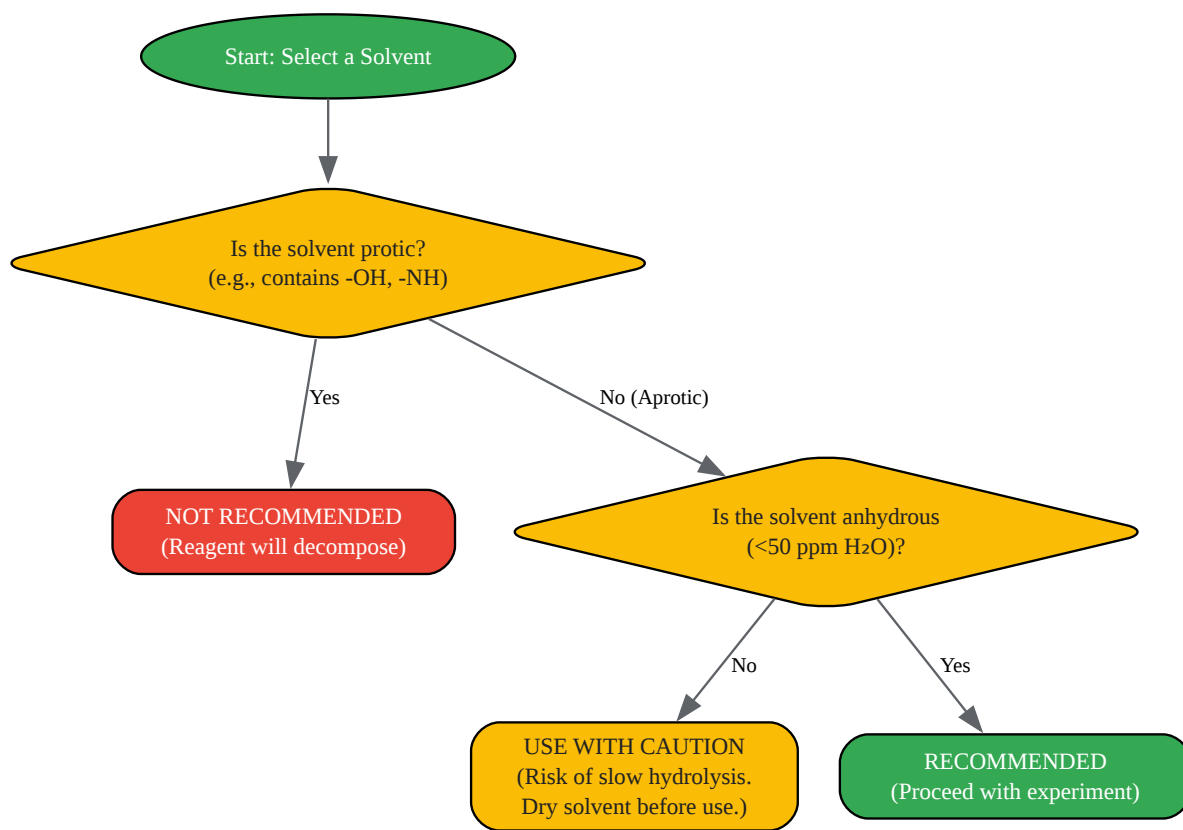 Start: Select a Solvent
Is the solvent protic?
(e.g., contains -OH, -NH)
Yes
No (Aprotic)
NOT RECOMMENDED
(Reagent will decompose)
Is the solvent anhydrous
(<50 ppm H₂O)?
No
Yes
USE WITH CAUTION
(Risk of slow hydrolysis.
Dry solvent before use.)
RECOMMENDED
(Proceed with experiment)